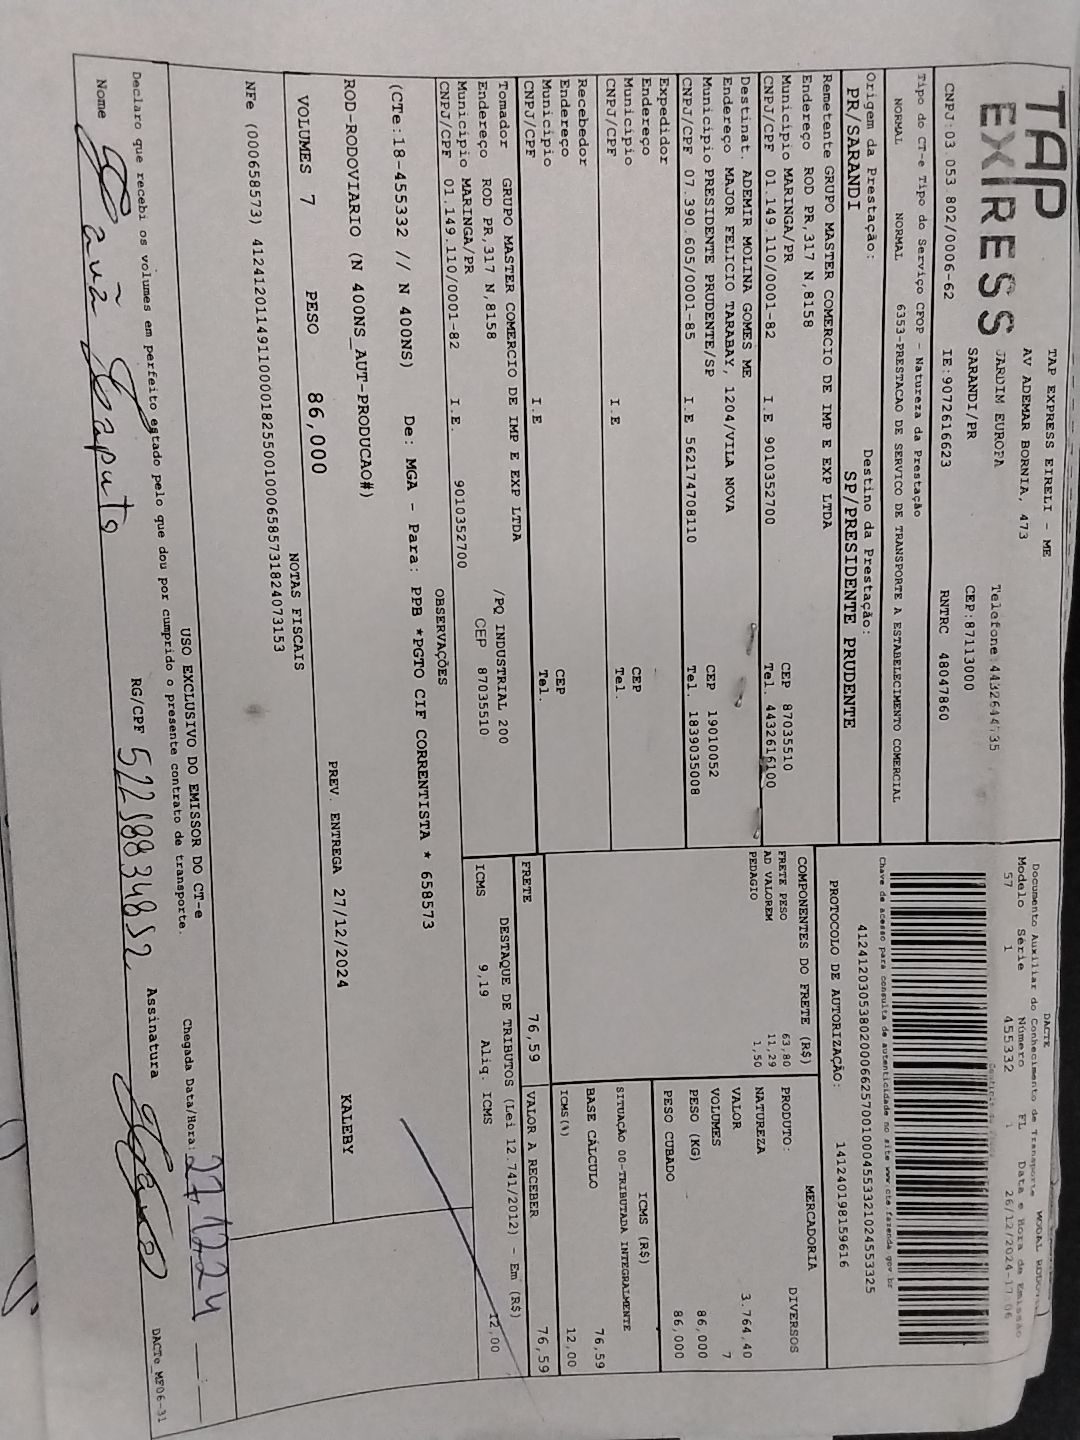 TAP EXPRESS
TAP EXPRESS EIRELI - ME
AV ADEMAR BORNIA, 473
JARDIM EUROPA Telefone:4432644735
SARANDI/PR CEP:87113000
CNPJ:03.053.802/0006-62 IE:9072616623 RNTRC 48047860
DACTE
Documento Auxiliar do Conhecimento de Transporte MODAL
Modelo Série Número FL Data e Hora de Emissão
57 1 455332 1 26/12/2024-17:06
Chave de acesso para consulta de autenticidade no site www.cte.fazenda.gov.br
41241203053802000662570010004553321024553325
PROTOCOLO DE AUTORIZAÇÃO: 141240198159616
Tipo do CT-e Tipo do Serviço CFOP - Natureza da Prestação
NORMAL NORMAL 6353-PRESTACAO DE SERVICO DE TRANSPORTE A ESTABELECIMENTO COMERCIAL
Origem da Prestação: Destino da Prestação:
PR/SARANDI SP/PRESIDENTE PRUDENTE
Remetente GRUPO MASTER COMERCIO DE IMP E EXP LTDA
Endereço ROD PR,317 N,8158
Município MARINGA/PR CEP 87035510
CNPJ/CPF 01.149.110/0001-82 I.E 9010352700 Tel. 4432616100
Destinat. ADEMIR MOLINA GOMES ME
Endereço MAJOR FELICIO TARABAY, 1204/VILA NOVA
Município PRESIDENTE PRUDENTE/SP CEP 19010052
CNPJ/CPF 07.390.605/0001-85 I.E 562174708110 Tel. 1839035008
Expedidor
Endereço
Município CEP
CNPJ/CPF I.E Tel.
Recebedor
Endereço
Município CEP
CNPJ/CPF I.E Tel.
Tomador GRUPO MASTER COMERCIO DE IMP E EXP LTDA
Endereço ROD PR,317 N,8158 /PQ INDUSTRIAL 200
Município MARINGA/PR CEP 87035510
CNPJ/CPF 01.149.110/0001-82 I.E. 9010352700
COMPONENTES DO FRETE (R$)
FRETE PESO 63,80
AD VALOREM 11,29
PEDAGIO 1,50
MERCADORIA
PRODUTO: DIVERSOS
NATUREZA
VALOR 3.764,40
VOLUMES 7
PESO (KG) 86,000
PESO CUBADO 86,000
ICMS (R$)
SITUAÇÃO 00-TRIBUTADA INTEGRALMENTE
BASE CÁLCULO 76,59
ICMS(%) 12,00
FRETE 76,59 VALOR A RECEBER 76,59
DESTAQUE DE TRIBUTOS (Lei 12.741/2012) - Em (R$)
ICMS 9,19 Aliq. ICMS 12,00
OBSERVAÇÕES
(CTe:18-455332 // N 400NS) De: MGA - Para: PPB *PGTO CIF CORRENTISTA * 658573
ROD-RODOVIARIO (N 400NS_AUT-PRODUCAO#)
VOLUMES 7 PESO 86,000 PREV. ENTREGA 27/12/2024 KALEBY
NOTAS FISCAIS
NFe (000658573) 41241201149110000182550010006585731824073153
USO EXCLUSIVO DO EMISSOR DO CT-e
Declaro que recebi os volumes em perfeito estado pelo que dou por cumprido o presente contrato de transporte. Chegada Data/Hora: 27/12/24
Nome RG/CPF 52258834852 Assinatura
DACTe_MF06-31